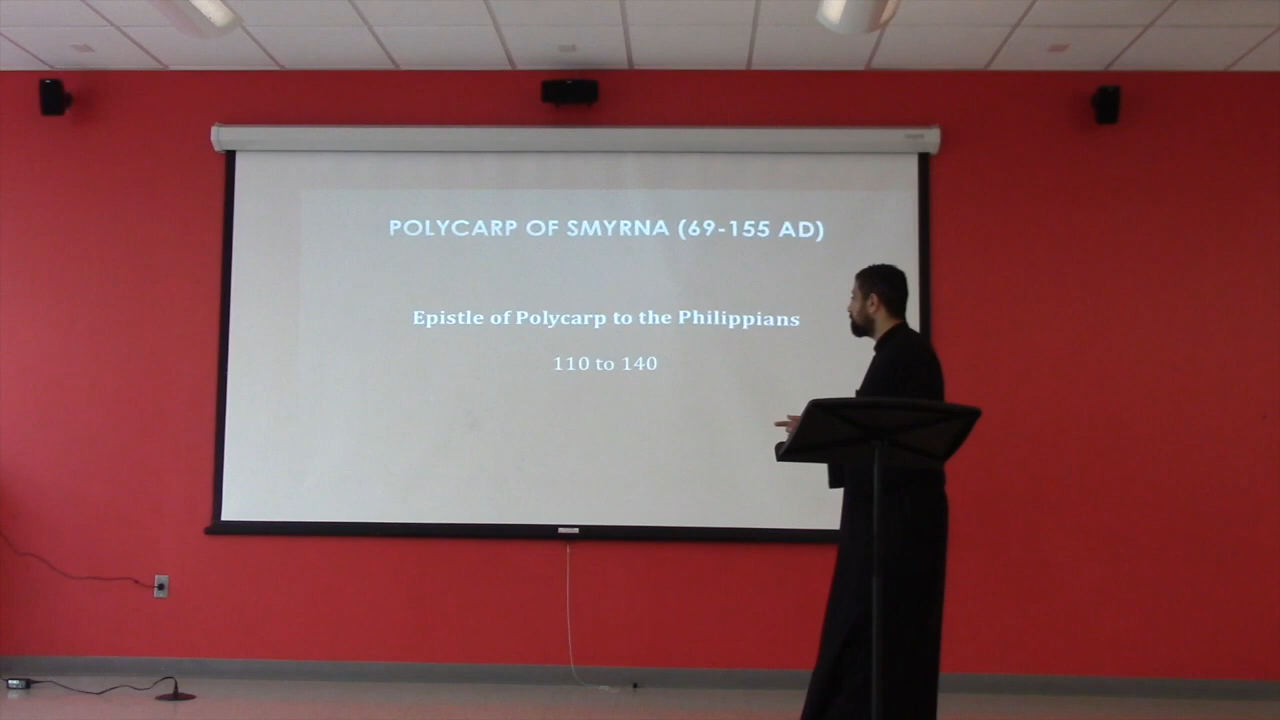 POLYCARP OF SMYRNA (69-155 AD)
Epistle of Polycarp to the Philippians
110 to 140